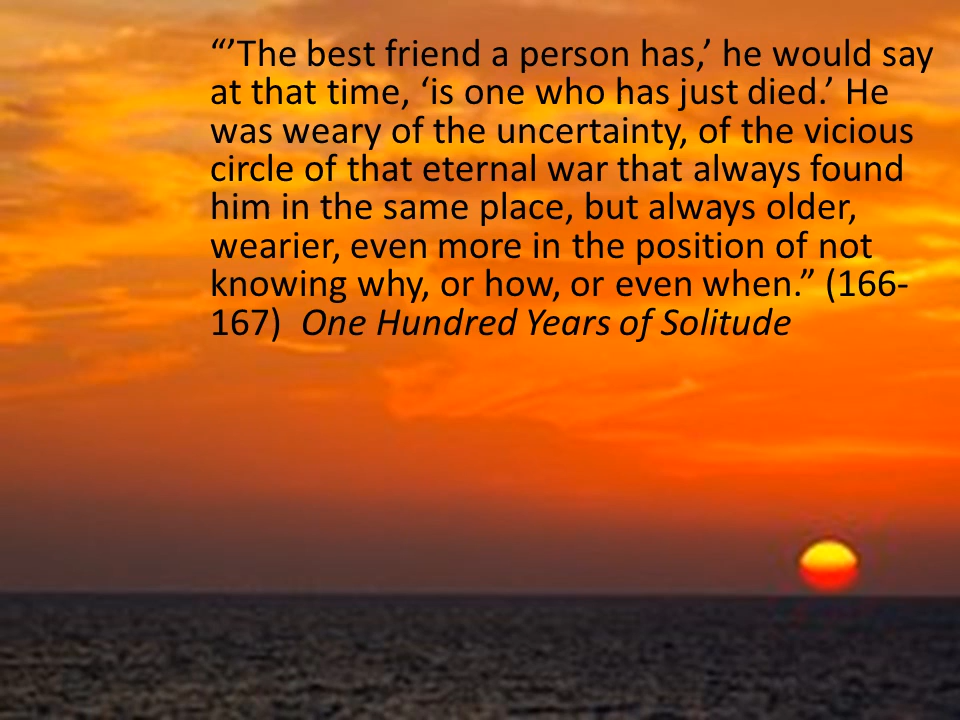 “’The best friend a person has,’ he would say
at that time, ‘is one who has just died.’ He
was weary of the uncertainty, of the vicious
circle of that eternal war that always found
him in the same place, but always older,
wearier, even more in the position of not
knowing why, or how, or even when.” (166-
167)  One Hundred Years of Solitude